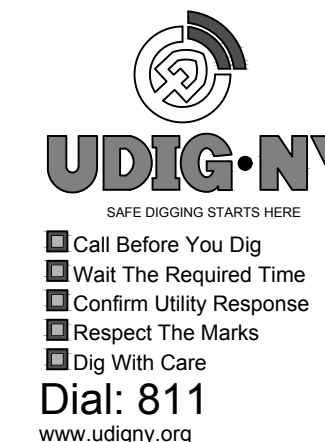 UDIG•NY
SAFE DIGGING STARTS HERE
Call Before You Dig
Wait The Required Time
Confirm Utility Response
Respect The Marks
Dig With Care
Dial: 811
www.udigny.org